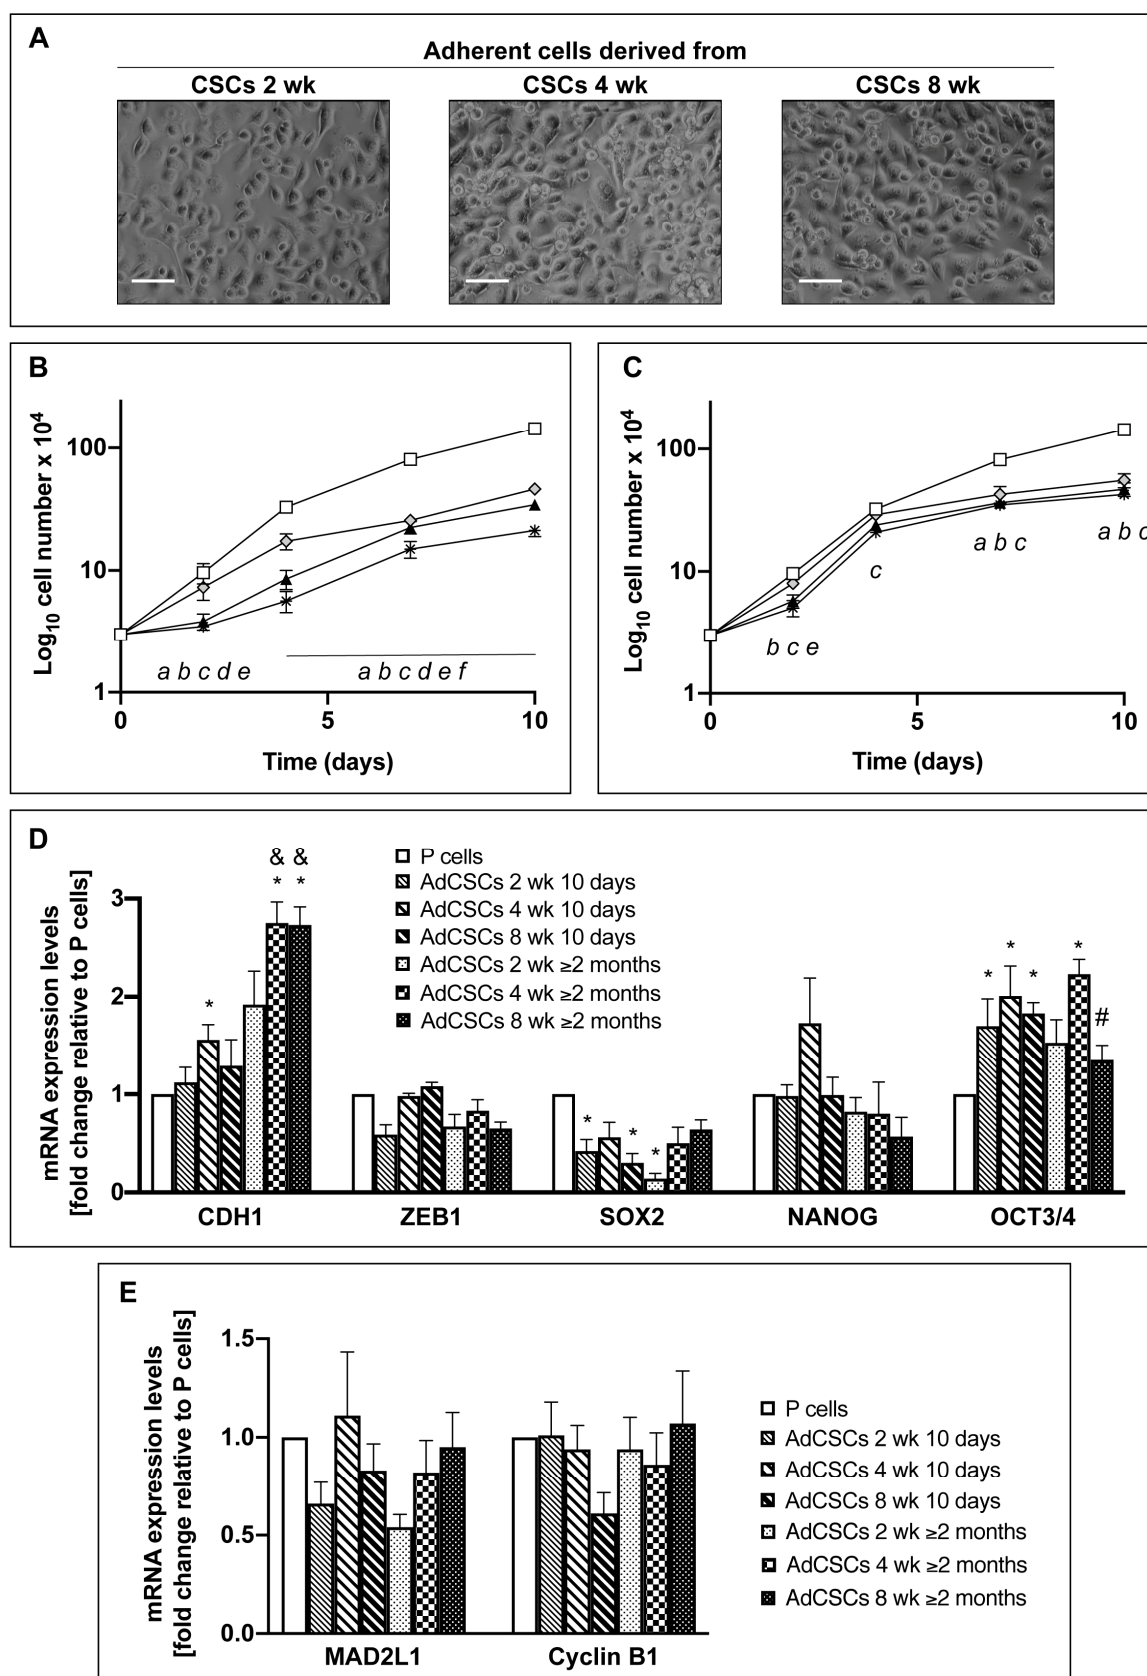 A
Adherent cells derived from
CSCs 2 wk
CSCs 4 wk
CSCs 8 wk
B
Log10 cell number x 10^4
100
10
1
a b c d e
a b c d e f
0
5
10
Time (days)
C
Log10 cell number x 10^4
100
10
1
b c e
c
a b c
a b c
0
5
10
Time (days)
D
mRNA expression levels
[fold change relative to P cells]
3
2
1
0
P cells
AdCSCs 2 wk 10 days
AdCSCs 4 wk 10 days
AdCSCs 8 wk 10 days
AdCSCs 2 wk ≥2 months
AdCSCs 4 wk ≥2 months
AdCSCs 8 wk ≥2 months
& &
* * *
* * *
* * * * #
CDH1
ZEB1
SOX2
NANOG
OCT3/4
E
mRNA expression levels
[fold change relative to P cells]
1.5
1.0
0.5
0.0
MAD2L1
Cyclin B1
P cells
AdCSCs 2 wk 10 days
AdCSCs 4 wk 10 days
AdCSCs 8 wk 10 days
AdCSCs 2 wk ≥2 months
AdCSCs 4 wk ≥2 months
AdCSCs 8 wk ≥2 months